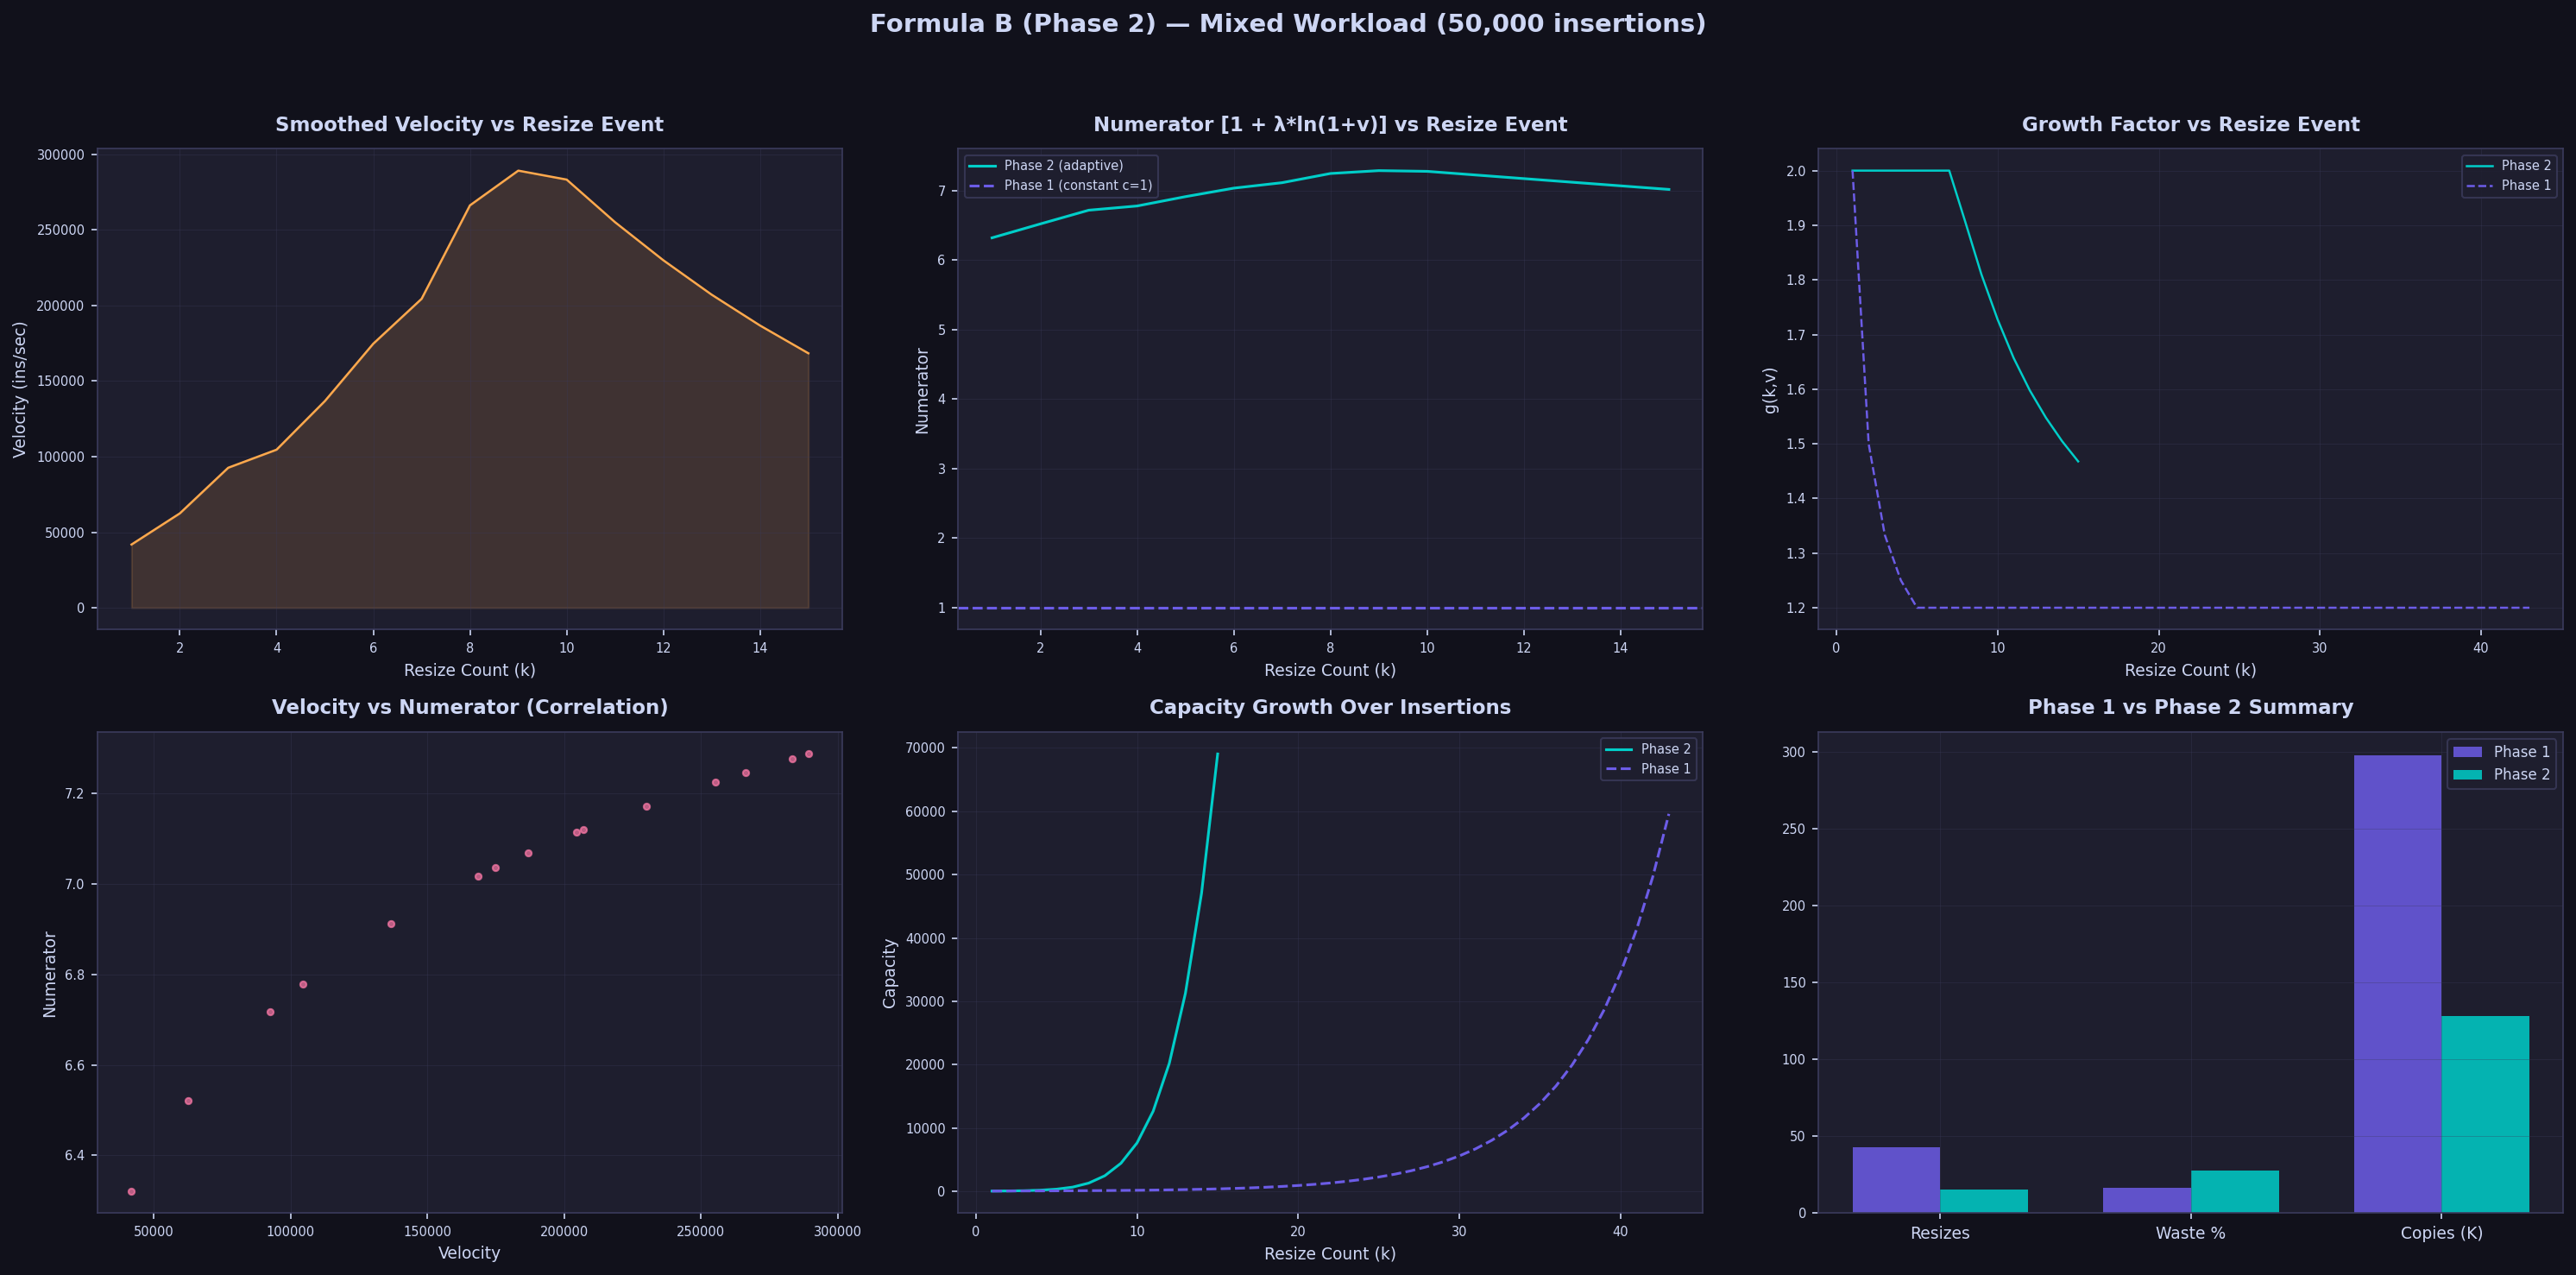 Formula B (Phase 2) — Mixed Workload (50,000 insertions)
Smoothed Velocity vs Resize Event
Velocity (ins/sec)
300000
250000
200000
150000
100000
50000
0
2 4 6 8 10 12 14
Resize Count (k)
Numerator [1 + λ*ln(1+v)] vs Resize Event
Phase 2 (adaptive)
Phase 1 (constant c=1)
Numerator
7
6
5
4
3
2
1
2 4 6 8 10 12 14
Resize Count (k)
Growth Factor vs Resize Event
Phase 2
Phase 1
g(k,v)
2.0
1.9
1.8
1.7
1.6
1.5
1.4
1.3
1.2
0 10 20 30 40
Resize Count (k)
Velocity vs Numerator (Correlation)
Numerator
7.2
7.0
6.8
6.6
6.4
50000 100000 150000 200000 250000 300000
Velocity
Capacity Growth Over Insertions
Phase 2
Phase 1
Capacity
70000
60000
50000
40000
30000
20000
10000
0
0 10 20 30 40
Resize Count (k)
Phase 1 vs Phase 2 Summary
Phase 1
Phase 2
300
250
200
150
100
50
0
Resizes Waste % Copies (K)